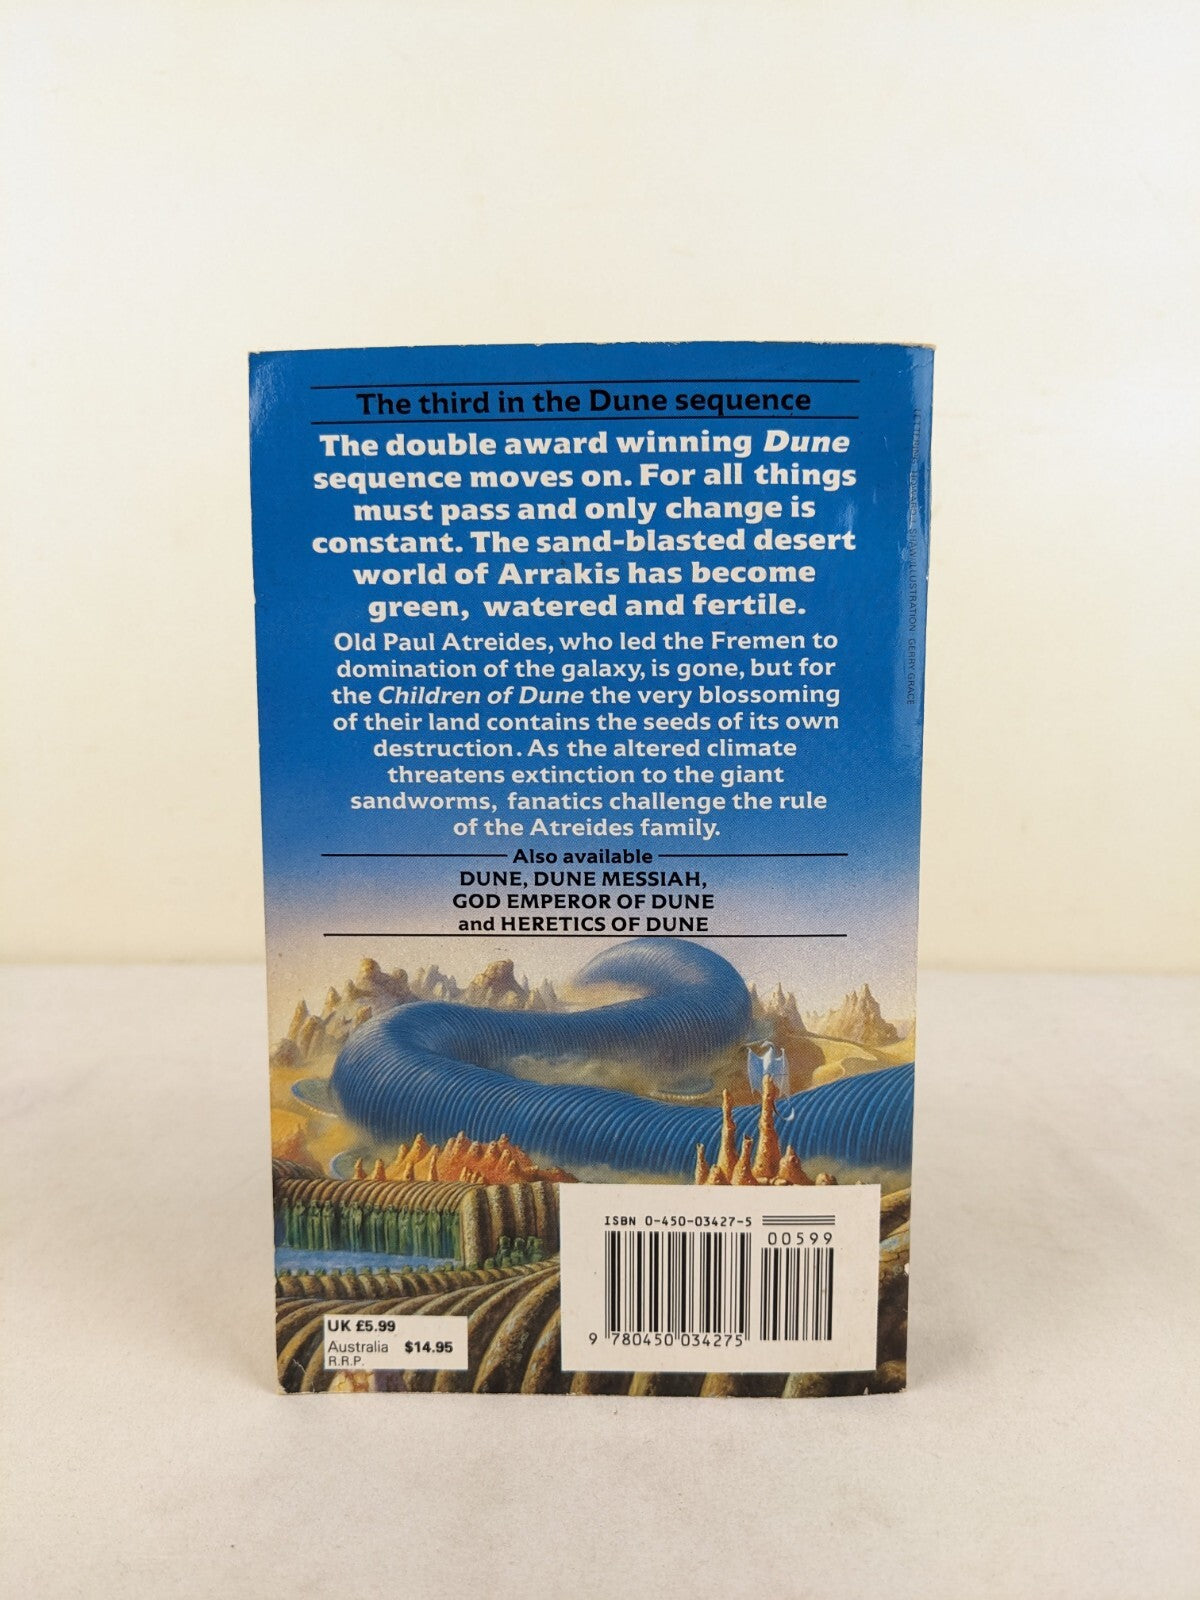 The third in the Dune sequence
The double award winning Dune
sequence moves on. For all things
must pass and only change is
constant. The sand-blasted desert
world of Arrakis has become
green, watered and fertile.
Old Paul Atreides, who led the Fremen to
domination of the galaxy, is gone, but for
the Children of Dune the very blossoming
of their land contains the seeds of its own
destruction. As the altered climate
threatens extinction to the giant
sandworms, fanatics challenge the rule
of the Atreides family.
Also available
DUNE, DUNE MESSIAH,
GOD EMPEROR OF DUNE
and HERETICS OF DUNE
ISBN 0-450-03427-5
00599
9 780450 034275
UK £5.99
Australia $14.95
R.R.P.
SHAW ILLUSTRATION: GERRY GRACE